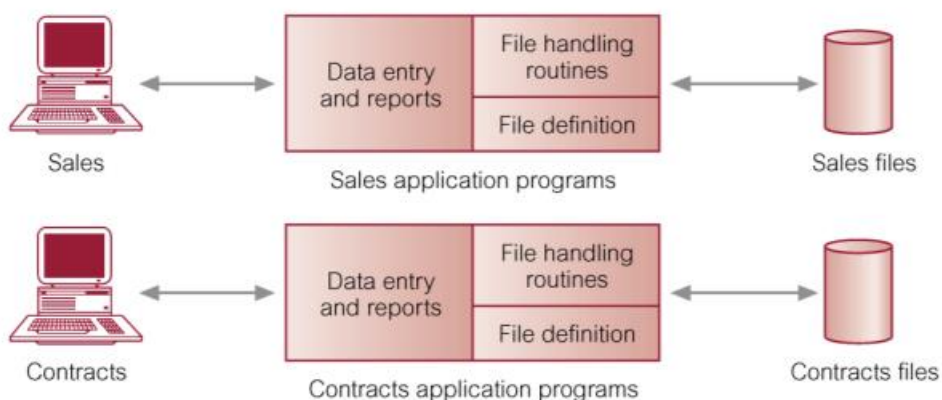 Data entry
and reports
File handling
routines
File definition
Sales
Sales application programs
Sales files
Data entry
and reports
File handling
routines
File definition
Contracts
Contracts application programs
Contracts files